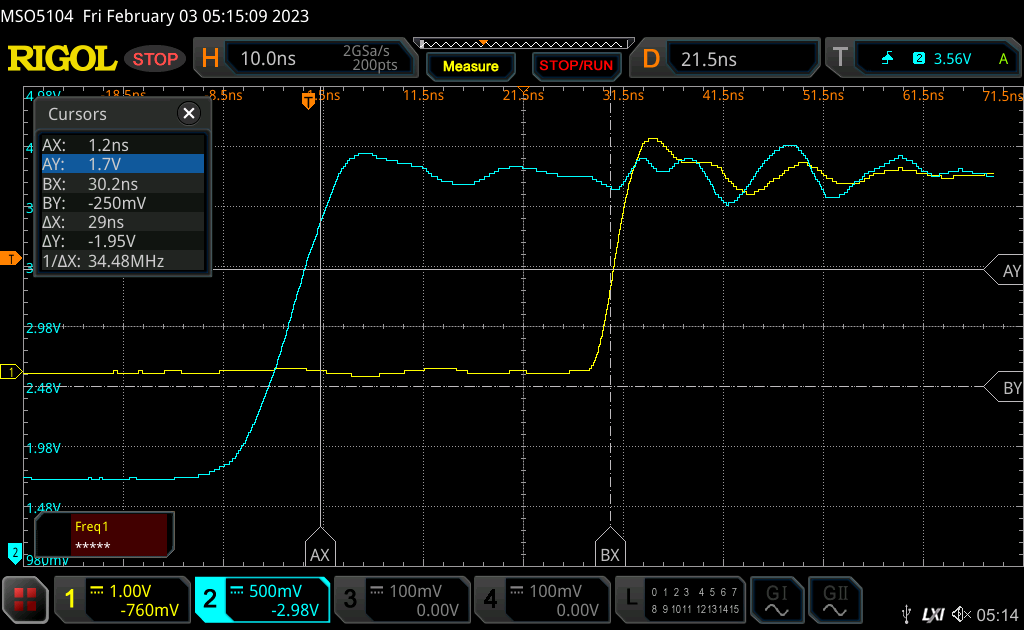 MSO5104 Fri February 03 05:15:09 2023
RIGOL STOP H 10.0ns 2GSa/s 200pts Measure STOP/RUN D 21.5ns T 2 3.56V A
4.98V -18.5ns -8.5ns 1.5ns 11.5ns 21.5ns 31.5ns 41.5ns 51.5ns 61.5ns 71.5ns
T
Cursors
AX: 1.2ns
AY: 1.7V
BX: 30.2ns
BY: -250mV
ΔX: 29ns
ΔY: -1.95V
1/ΔX: 34.48MHz
T
AY
2.98V
1
2.48V
BY
1.98V
1.48V
Freq1
*****
2
980mV
AX
BX
1 1.00V -760mV
2 500mV -2.98V
3 100mV 0.00V
4 100mV 0.00V
L 0 1 2 3 4 5 6 7
8 9 10 11 12 13 14 15
GI
GII
LXI
05:14